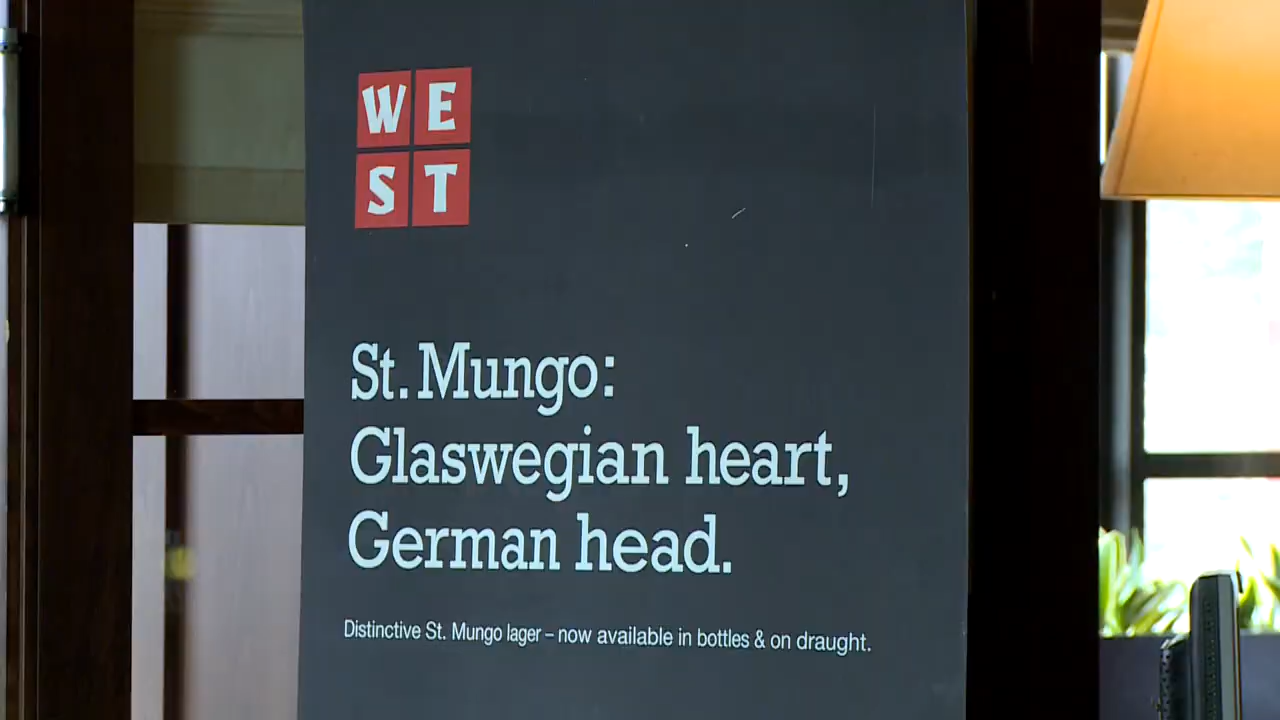 WE
ST
St. Mungo:
Glaswegian heart,
German head.
Distinctive St. Mungo lager – now available in bottles & on draught.